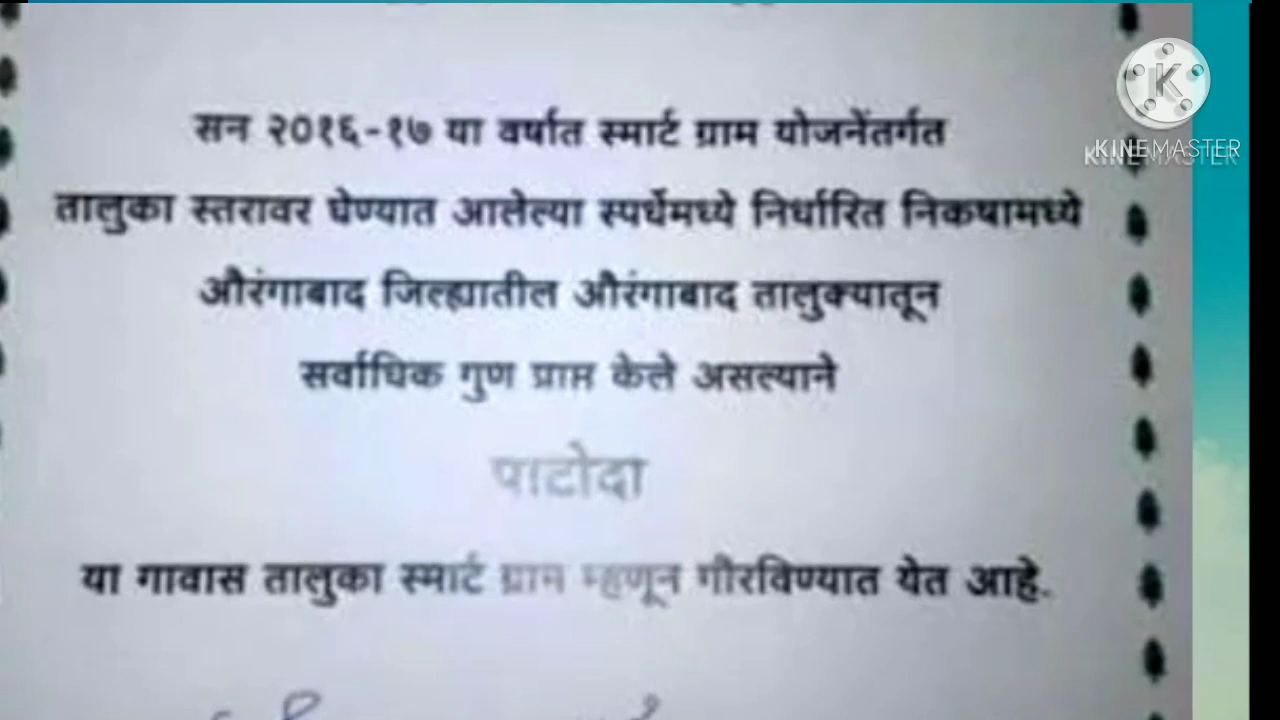 सन २०१६-१७ या वर्षात स्मार्ट ग्राम योजनेंतर्गत
तालुका स्तरावर घेण्यात आलेल्या स्पर्धेमध्ये निर्धारित निकषामध्ये
औरंगाबाद जिल्ह्यातील औरंगाबाद तालुक्यातून
सर्वाधिक गुण प्राप्त केले असल्याने
पाटोदा
या गावास तालुका स्मार्ट ग्राम म्हणून गौरविण्यात येत आहे.
KINEMASTER